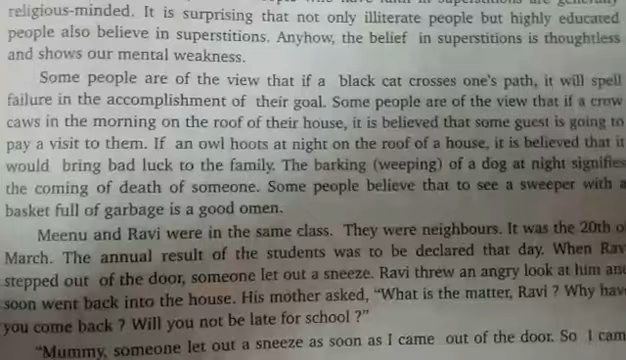 religious-minded. It is surprising that not only illiterate people but highly educated
people also believe in superstitions. Anyhow, the belief in superstitions is thoughtless
and shows our mental weakness.
Some people are of the view that if a black cat crosses one's path, it will spell
failure in the accomplishment of their goal. Some people are of the view that if a crow
caws in the morning on the roof of their house, it is believed that some guest is going to
pay a visit to them. If an owl hoots at night on the roof of a house, it is believed that it
would bring bad luck to the family. The barking (weeping) of a dog at night signifies
the coming of death of someone. Some people believe that to see a sweeper with a
basket full of garbage is a good omen.
Meenu and Ravi were in the same class. They were neighbours. It was the 20th o
March. The annual result of the students was to be declared that day. When Rav
stepped out of the door, someone let out a sneeze. Ravi threw an angry look at him and
soon went back into the house. His mother asked, “What is the matter, Ravi ? Why hav
you come back ? Will you not be late for school ?”
“Mummy, someone let out a sneeze as soon as I came out of the door. So I cam